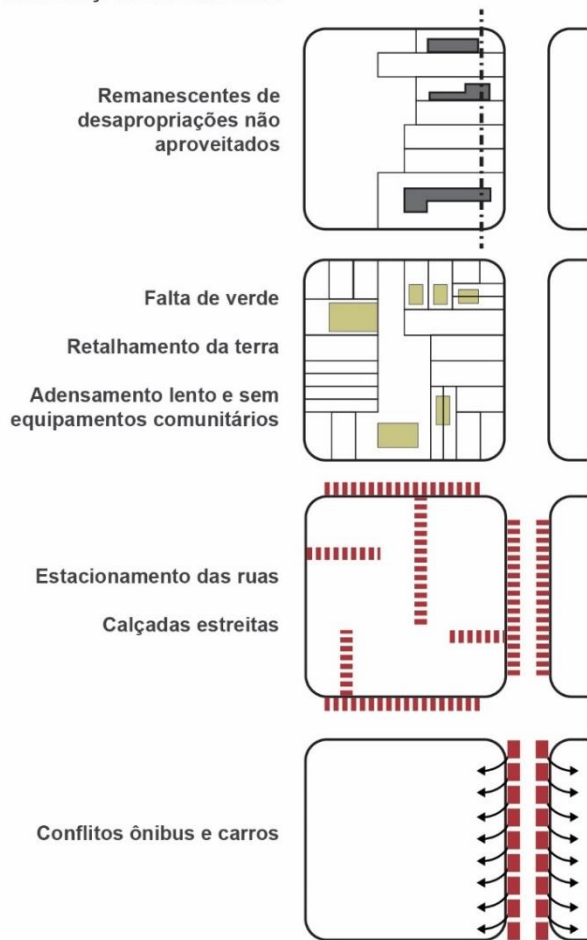 Remanescentes de
desapropriações não
aproveitados
Falta de verde
Retalhamento da terra
Adensamento lento e sem
equipamentos comunitários
Estacionamento das ruas
Calçadas estreitas
Conflitos ônibus e carros